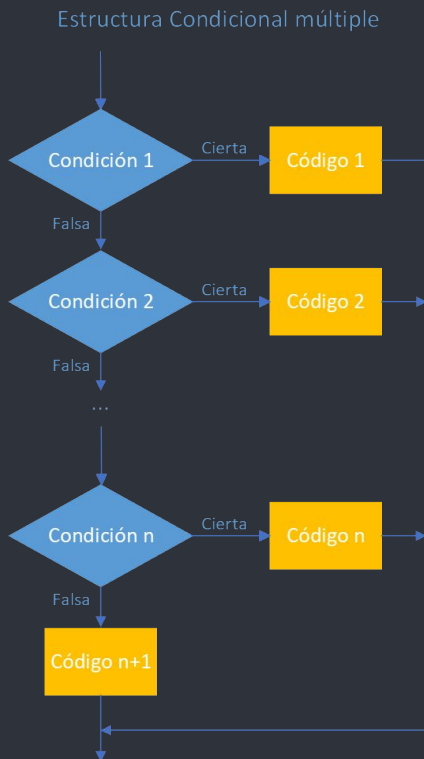 Estructura Condicional múltiple
Condición 1
Cierta
Código 1
Falsa
Condición 2
Cierta
Código 2
Falsa
...
Condición n
Cierta
Código n
Falsa
Código n+1